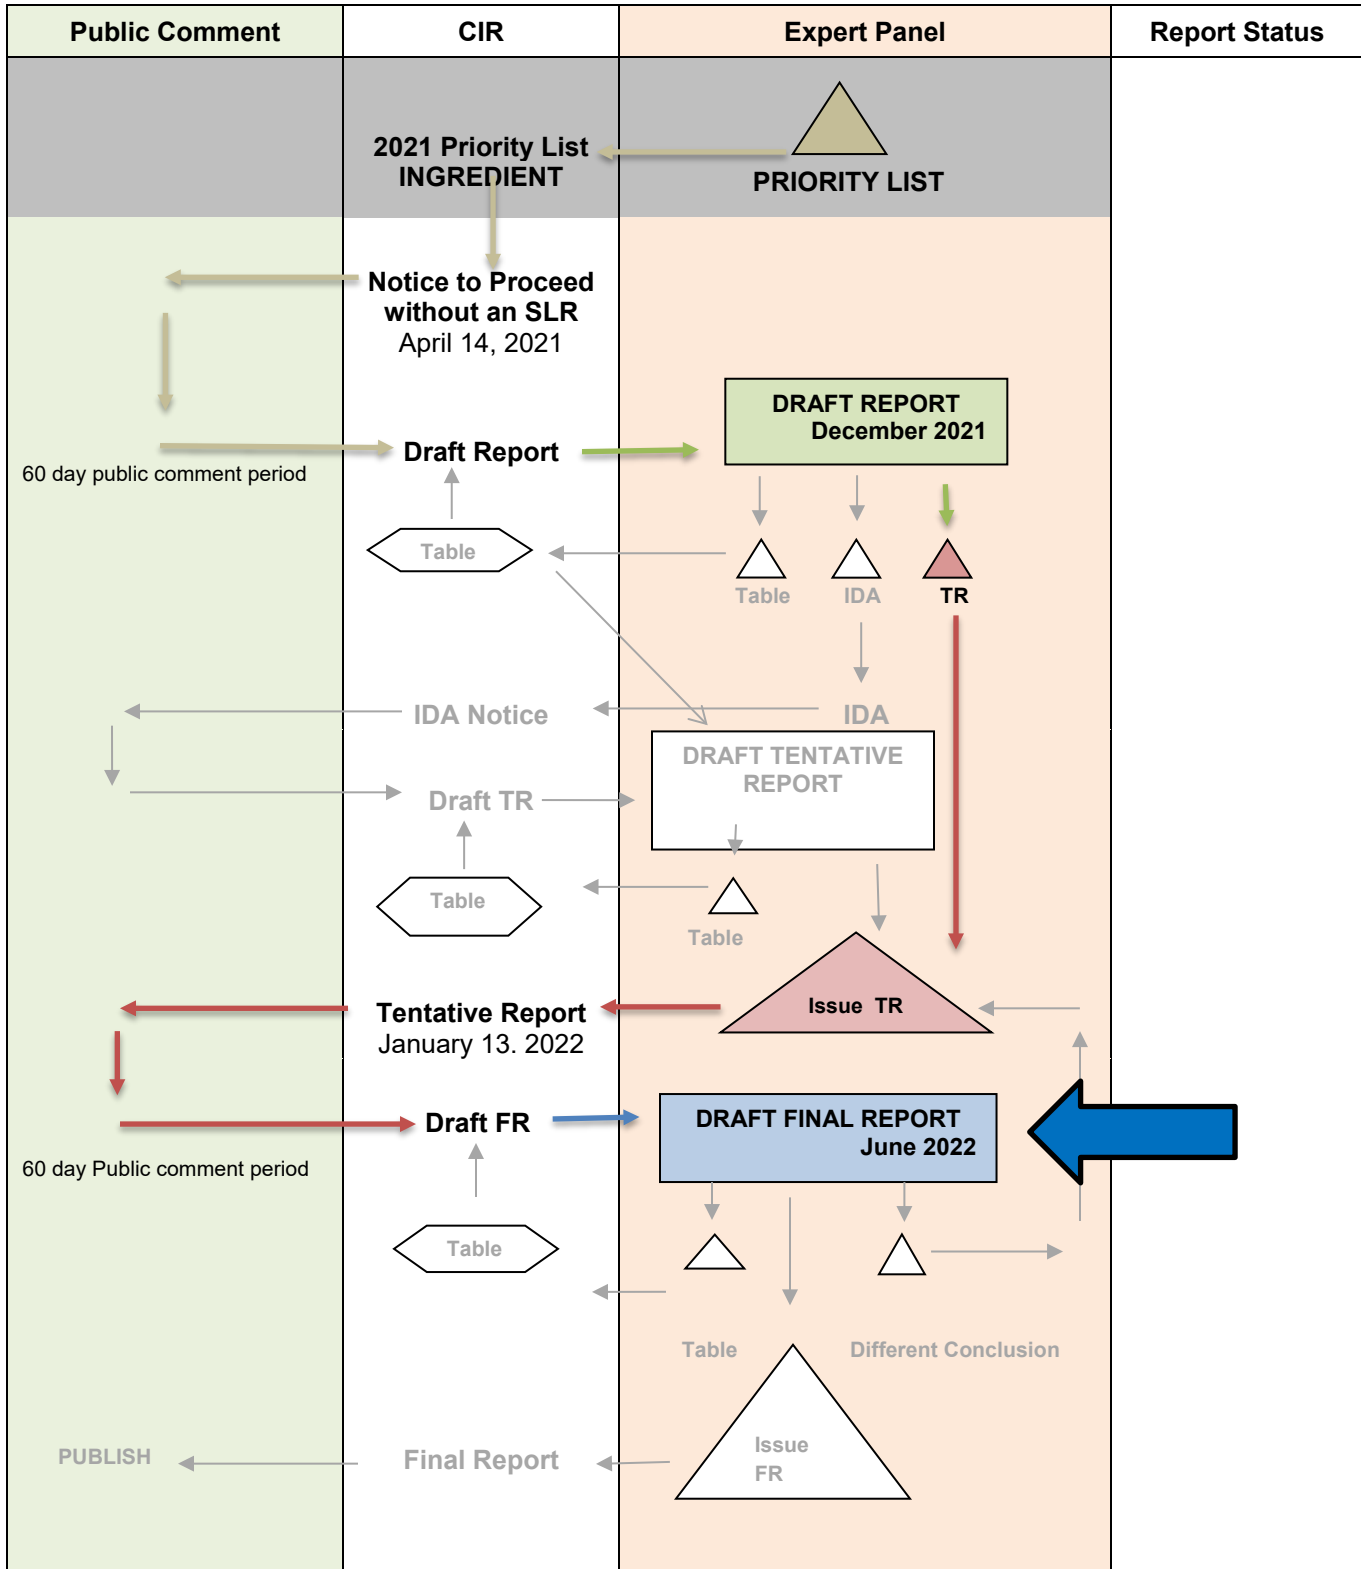 Public Comment
CIR
Expert Panel
Report Status
2021 Priority List
INGREDIENT
PRIORITY LIST
Notice to Proceed
without an SLR
April 14, 2021
DRAFT REPORT
December 2021
Draft Report
60 day public comment period
Table
Table
IDA
TR
IDA Notice
IDA
DRAFT TENTATIVE
REPORT
Draft TR
Table
Table
Issue TR
Tentative Report
January 13. 2022
DRAFT FINAL REPORT
June 2022
Draft FR
60 day Public comment period
Table
Table
Different Conclusion
PUBLISH
Final Report
Issue
FR